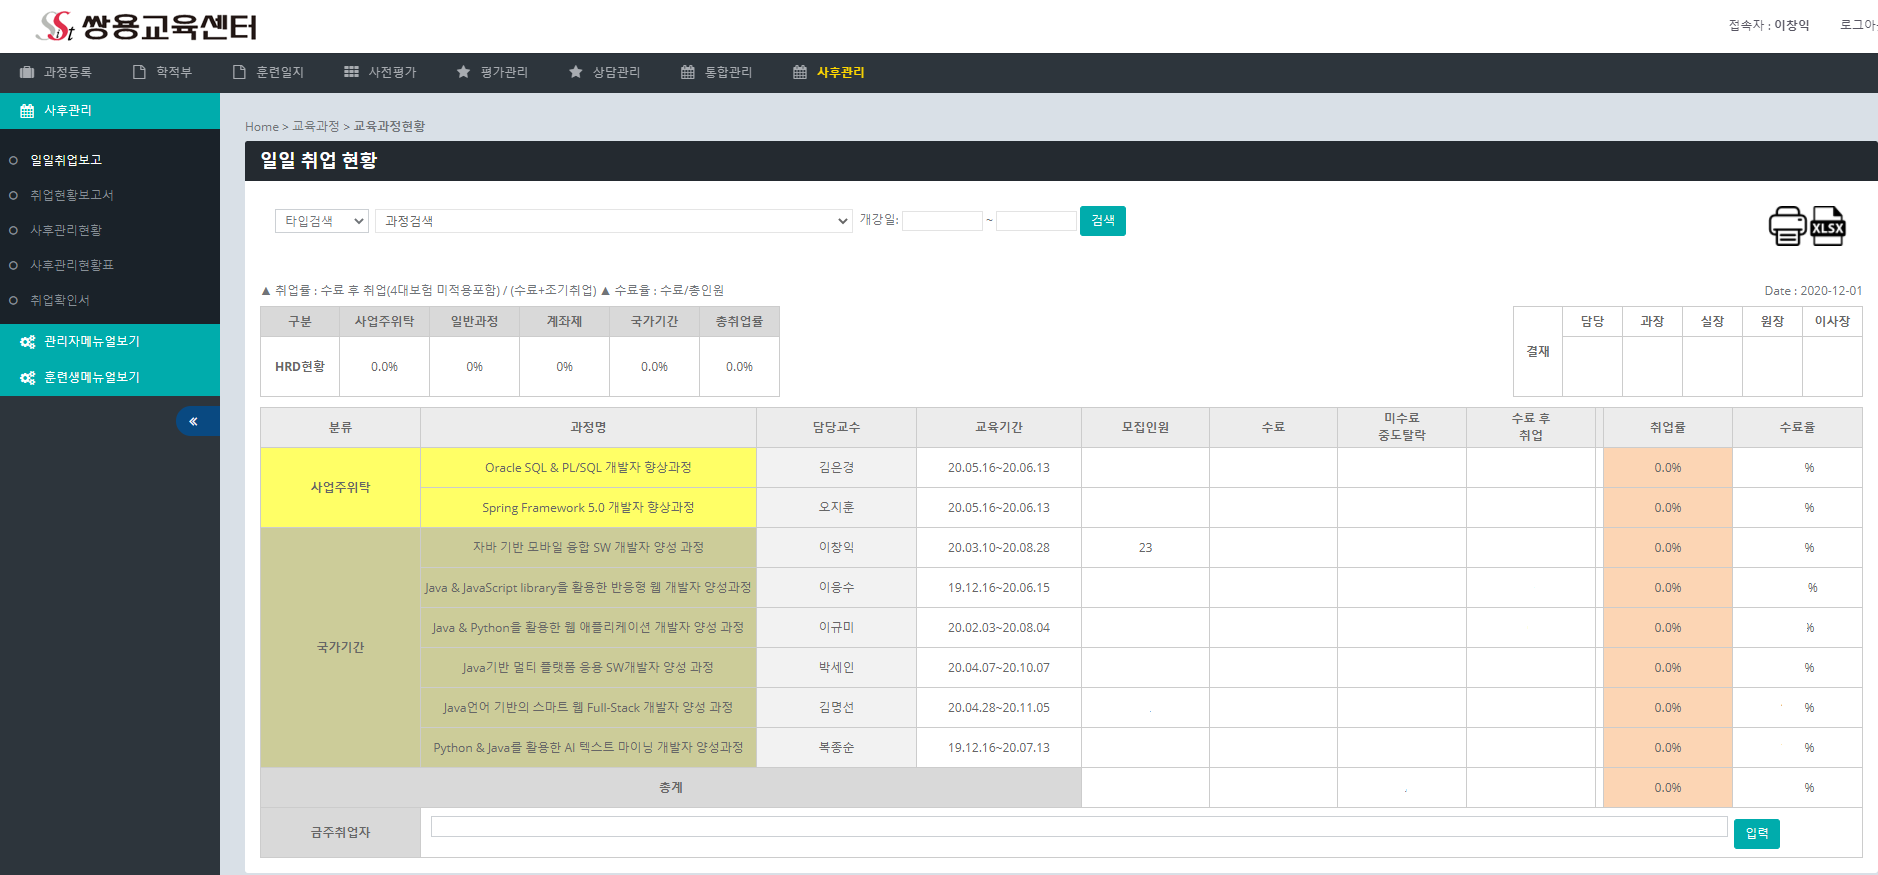 SSit 쌍용교육센터
접속자 : 이창익 로그아
과정등록 학적부 훈련일지 사전평가 평가관리 상담관리 통합관리 사후관리
사후관리
일일취업보고
취업현황보고서
사후관리현황
사후관리현황표
취업확인서
관리자메뉴얼보기
훈련생메뉴얼보기
«
Home > 교육과정 > 교육과정현황
일일 취업 현황
타입검색 과정검색 개강일: ~ 검색
XLSX
▲ 취업률 : 수료 후 취업(4대보험 미적용포함) / (수료+조기취업) ▲ 수료율 : 수료/총인원
Date : 2020-12-01
구분 사업주위탁 일반과정 계좌제 국가기간 총취업률
HRD현황 0.0% 0% 0% 0.0% 0.0%
결재 담당 과장 실장 원장 이사장
분류 과정명 담당교수 교육기간 모집인원 수료 미수료 중도탈락 수료 후 취업 취업률 수료율
사업주위탁
Oracle SQL & PL/SQL 개발자 향상과정 김은경 20.05.16~20.06.13 0.0% %
Spring Framework 5.0 개발자 향상과정 오지훈 20.05.16~20.06.13 0.0% %
국가기간
자바 기반 모바일 융합 SW 개발자 양성 과정 이창익 20.03.10~20.08.28 23 0.0% %
Java & JavaScript library을 활용한 반응형 웹 개발자 양성과정 이응수 19.12.16~20.06.15 0.0% %
Java & Python을 활용한 웹 애플리케이션 개발자 양성 과정 이규미 20.02.03~20.08.04 0.0% %
Java기반 멀티 플랫폼 응용 SW개발자 양성 과정 박세인 20.04.07~20.10.07 0.0% %
Java언어 기반의 스마트 웹 Full-Stack 개발자 양성 과정 김명선 20.04.28~20.11.05 0.0% %
Python & Java를 활용한 AI 텍스트 마이닝 개발자 양성과정 복종순 19.12.16~20.07.13 0.0% %
총계 0.0% %
금주취업자 입력